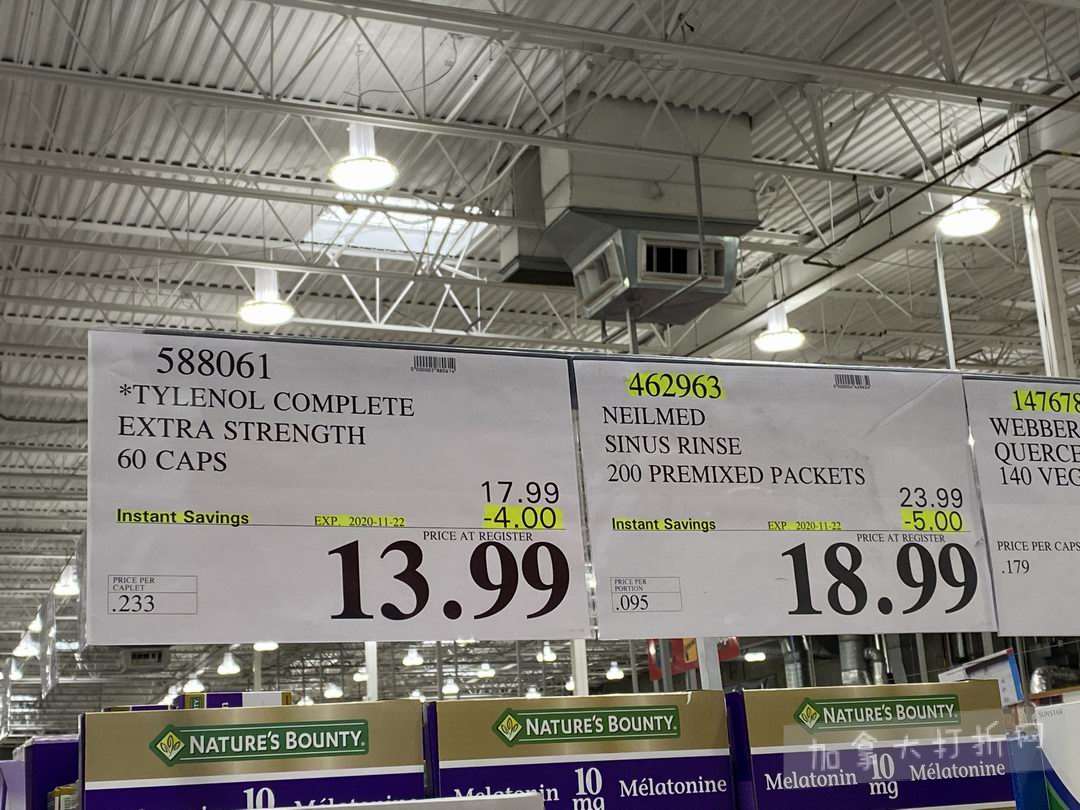 588061
*TYLENOL COMPLETE
EXTRA STRENGTH
60 CAPS
17.99
Instant Savings EXP. 2020-11-22 -4.00
PRICE AT REGISTER
13.99
PRICE PER
CAPLET
.233
462963
NEILMED
SINUS RINSE
200 PREMIXED PACKETS
23.99
Instant Savings EXP. 2020-11-22 -5.00
PRICE AT REGISTER
18.99
PRICE PER
PORTION
.095
147678
WEBBER
QUERCE
140 VEG
PRICE PER CAPS
.179
NATURE'S BOUNTY
10 Mélatonine
NATURE'S BOUNTY
Melatonin 10 mg Mélatonine
NATURE'S BOUNTY
Melatonin 10 mg Mélatonine
SUNSTAR
加拿大打折网